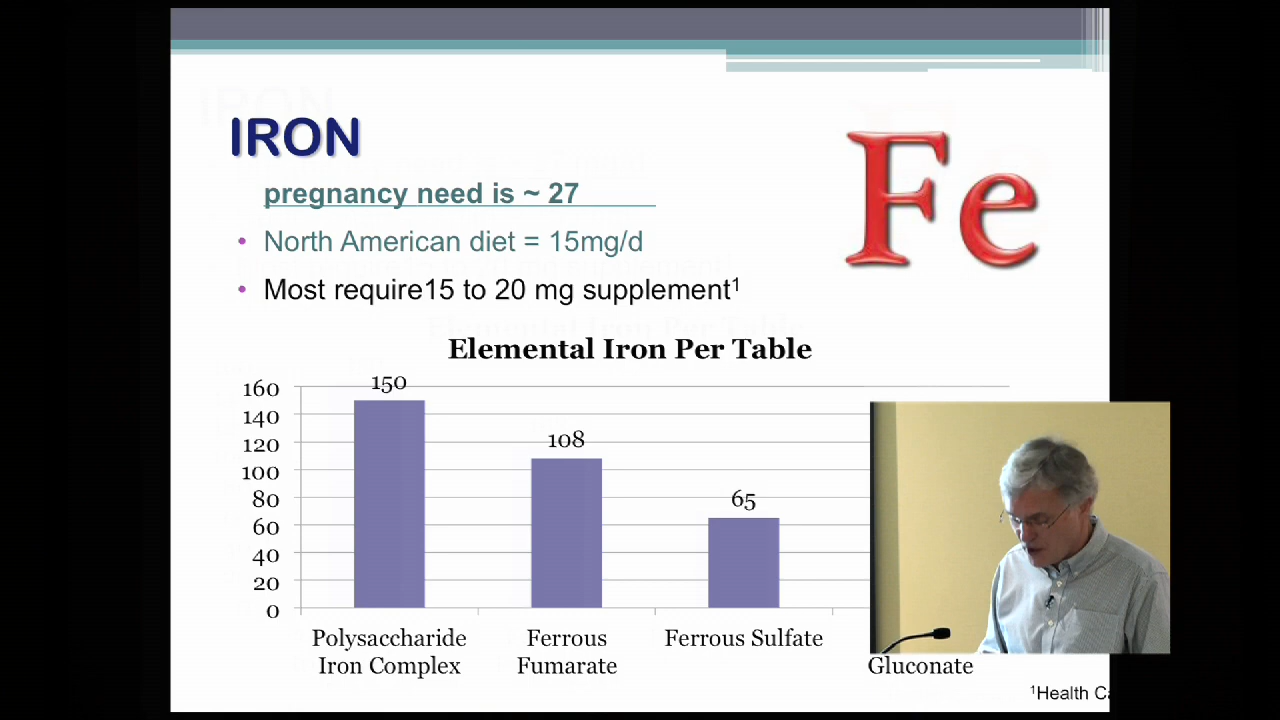 IRON
Fe
pregnancy need is ~ 27
• North American diet = 15mg/d
• Most require15 to 20 mg supplement¹
Elemental Iron Per Table
160
140
120
100
80
60
40
20
0
150
108
65
Polysaccharide
Iron Complex
Ferrous
Fumarate
Ferrous Sulfate
Gluconate
¹Health